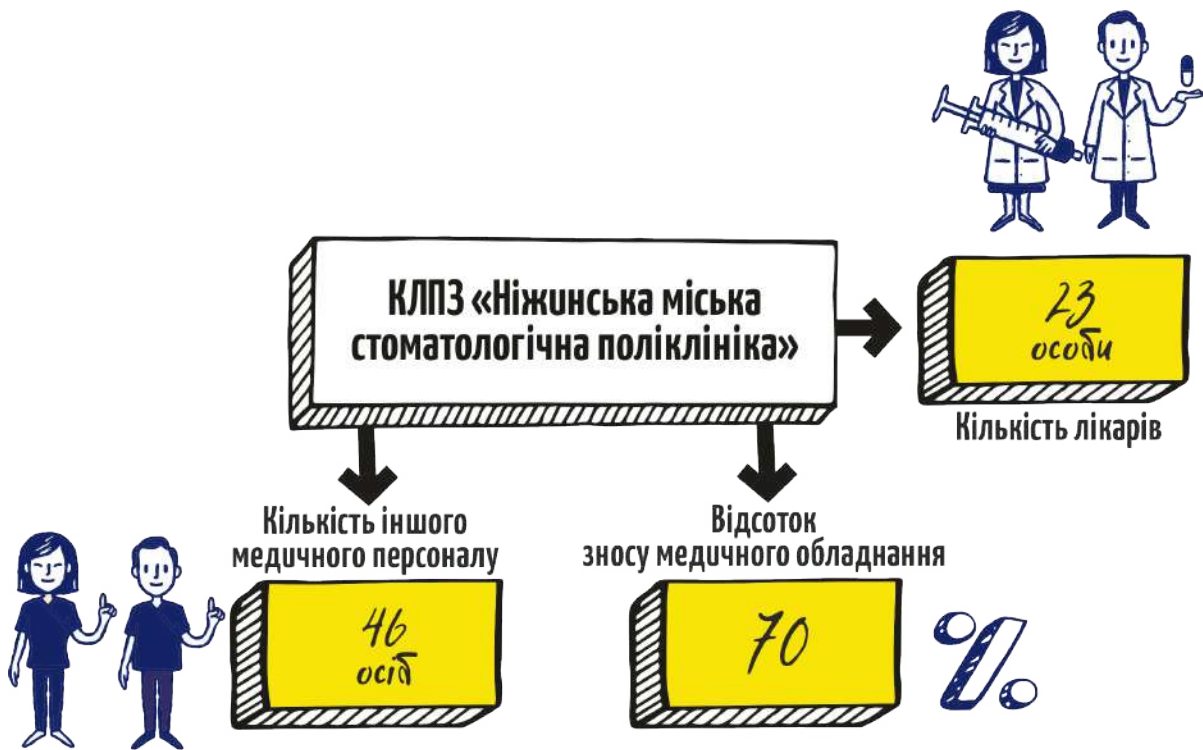 КЛПЗ «Ніжинська міська
стоматологічна поліклініка»
23
особи
Кількість лікарів
Кількість іншого
медичного персоналу
46
осіб
Відсоток
зносу медичного обладнання
70
%